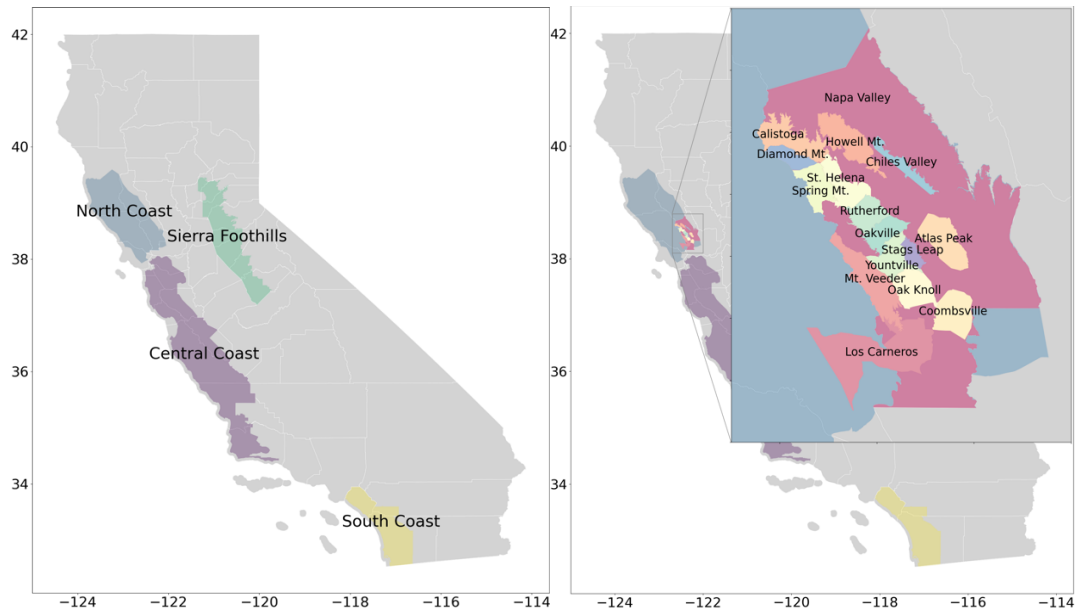 42
40
38
36
34
−124
−122
−120
−118
−116
−114
North Coast
Sierra Foothills
Central Coast
South Coast
42
40
38
36
34
−124
−122
−120
−118
−116
−114
Napa Valley
Calistoga
Howell Mt.
Diamond Mt.
Chiles Valley
St. Helena
Spring Mt.
Rutherford
Oakville
Atlas Peak
Stags Leap
Yountville
Mt. Veeder
Oak Knoll
Coombsville
Los Carneros